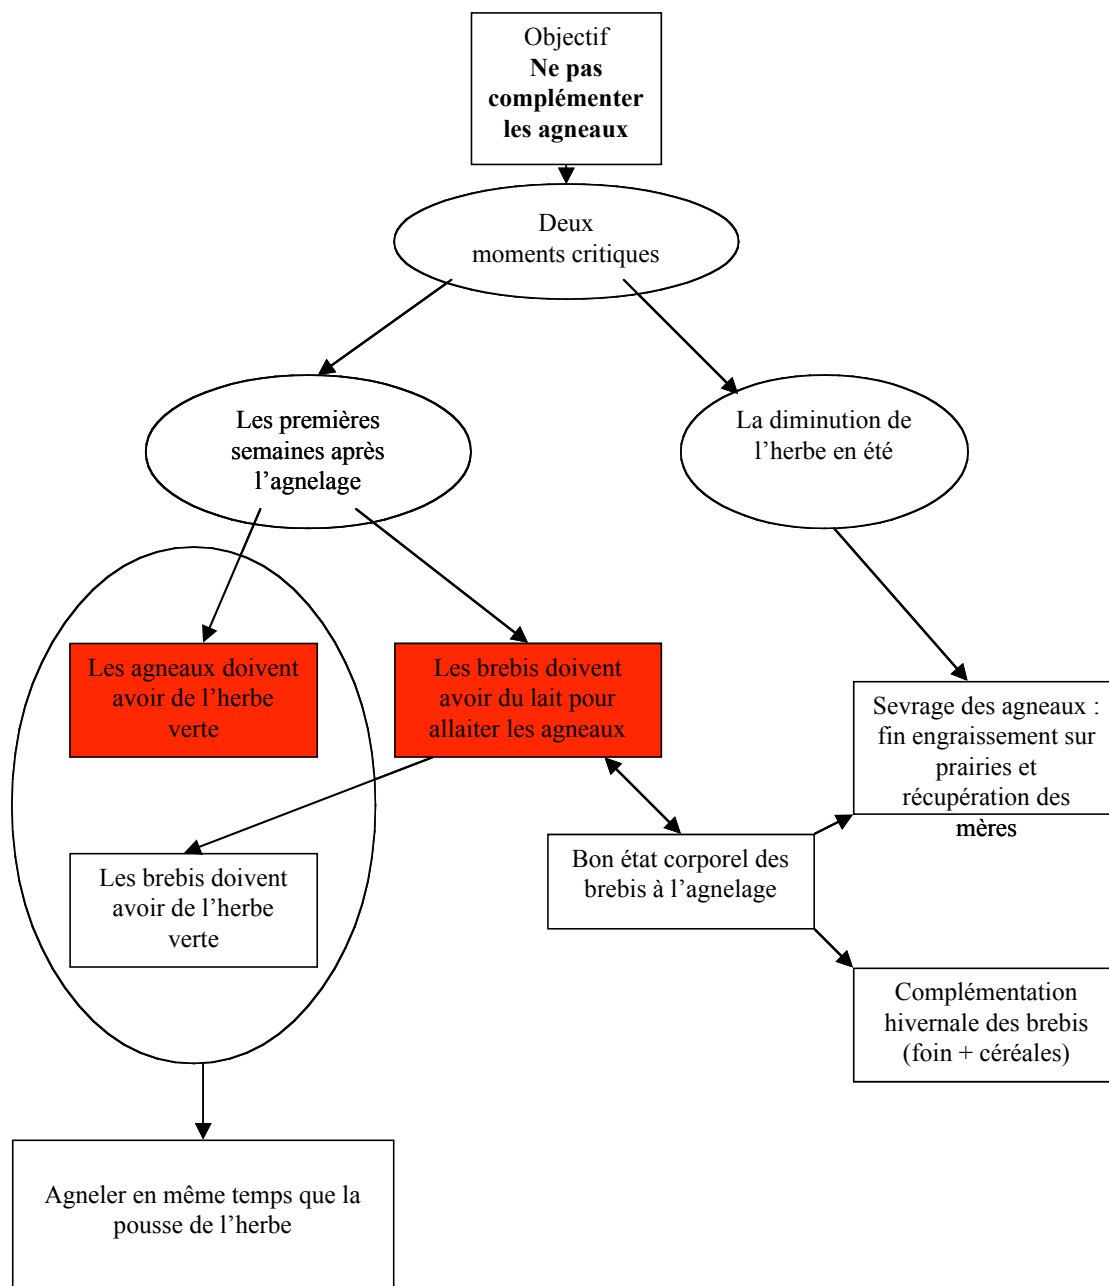 Objectif
Ne pas
complémenter
les agneaux
Deux
moments critiques
Les premières
semaines après
l’agnelage
La diminution de
l’herbe en été
Les agneaux doivent
avoir de l’herbe
verte
Les brebis doivent
avoir du lait pour
allaiter les agneaux
Sevrage des agneaux :
fin engraissement sur
prairies et
récupération des
mères
Les brebis doivent
avoir de l’herbe
verte
Bon état corporel des
brebis à l’agnelage
Complémentation
hivernale des brebis
(foin + céréales)
Agneler en même temps que la
pousse de l’herbe